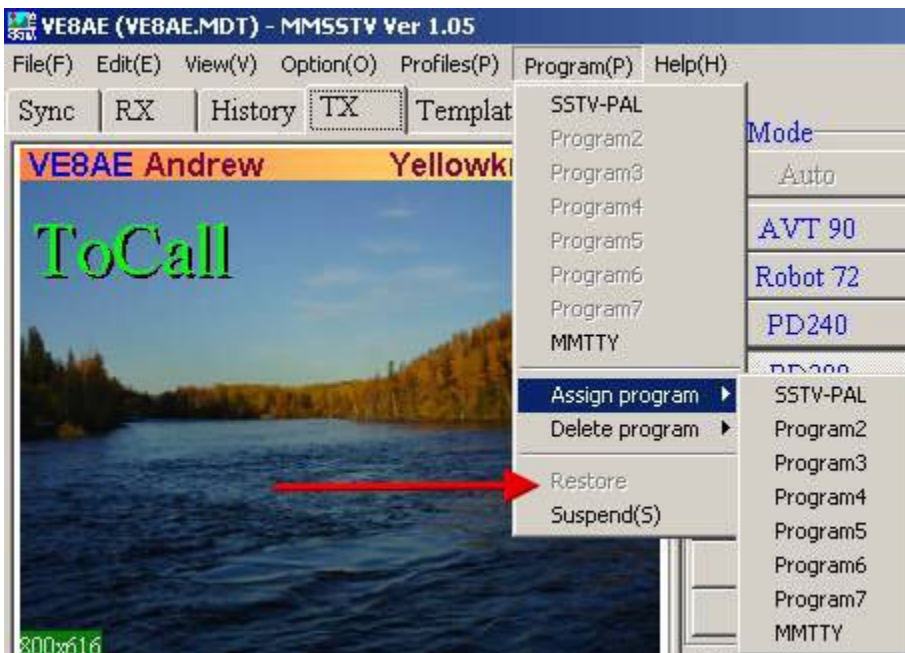 VE8AE (VE8AE.MDT) - MMSSTV Ver 1.05
File(F) Edit(E) View(V) Option(O) Profiles(P) Program(P) Help(H)
Sync RX History TX Templat
VE8AE Andrew Yellowk
ToCall
800x616
SSTV-PAL
Program2
Program3
Program4
Program5
Program6
Program7
MMTTY
Assign program
Delete program
Restore
Suspend(S)
Mode
Auto
AVT 90
Robot 72
PD240
SSTV-PAL
Program2
Program3
Program4
Program5
Program6
Program7
MMTTY